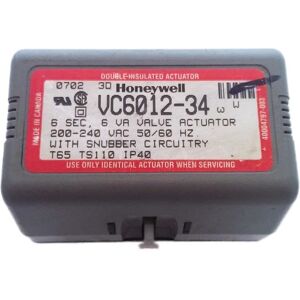 DOUBLE-INSULATED ACTUATOR
0702 3D Honeywell
VC6012-34
6 SEC, 6 VA VALVE ACTUATOR
200-240 VAC 50/60 HZ
WITH SNUBBER CIRCUITRY
T65 TS110 IP40
USE ONLY IDENTICAL ACTUATOR WHEN SERVICING
MADE IN CANADA